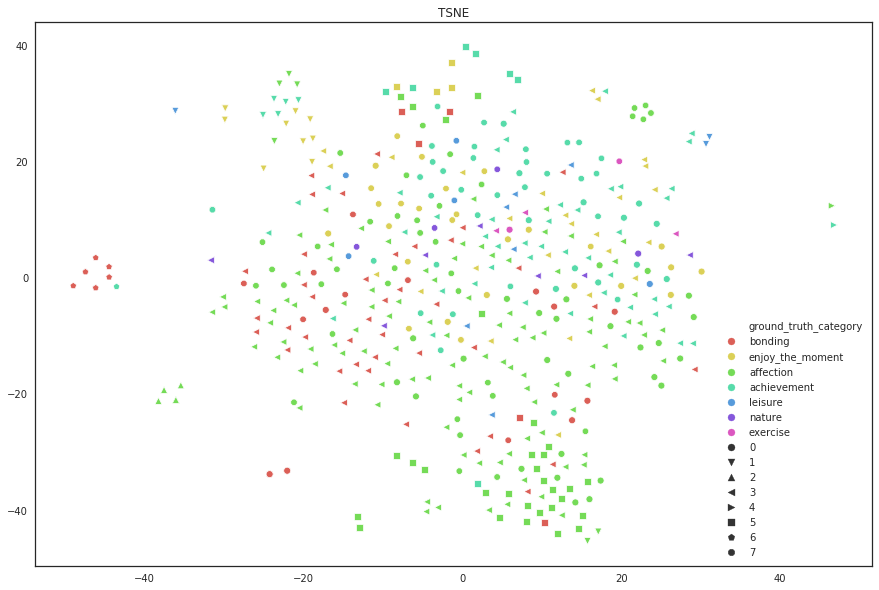 TSNE
40
20
0
−20
−40
−40
−20
0
20
40
ground_truth_category
bonding
enjoy_the_moment
affection
achievement
leisure
nature
exercise
0
1
2
3
4
5
6
7